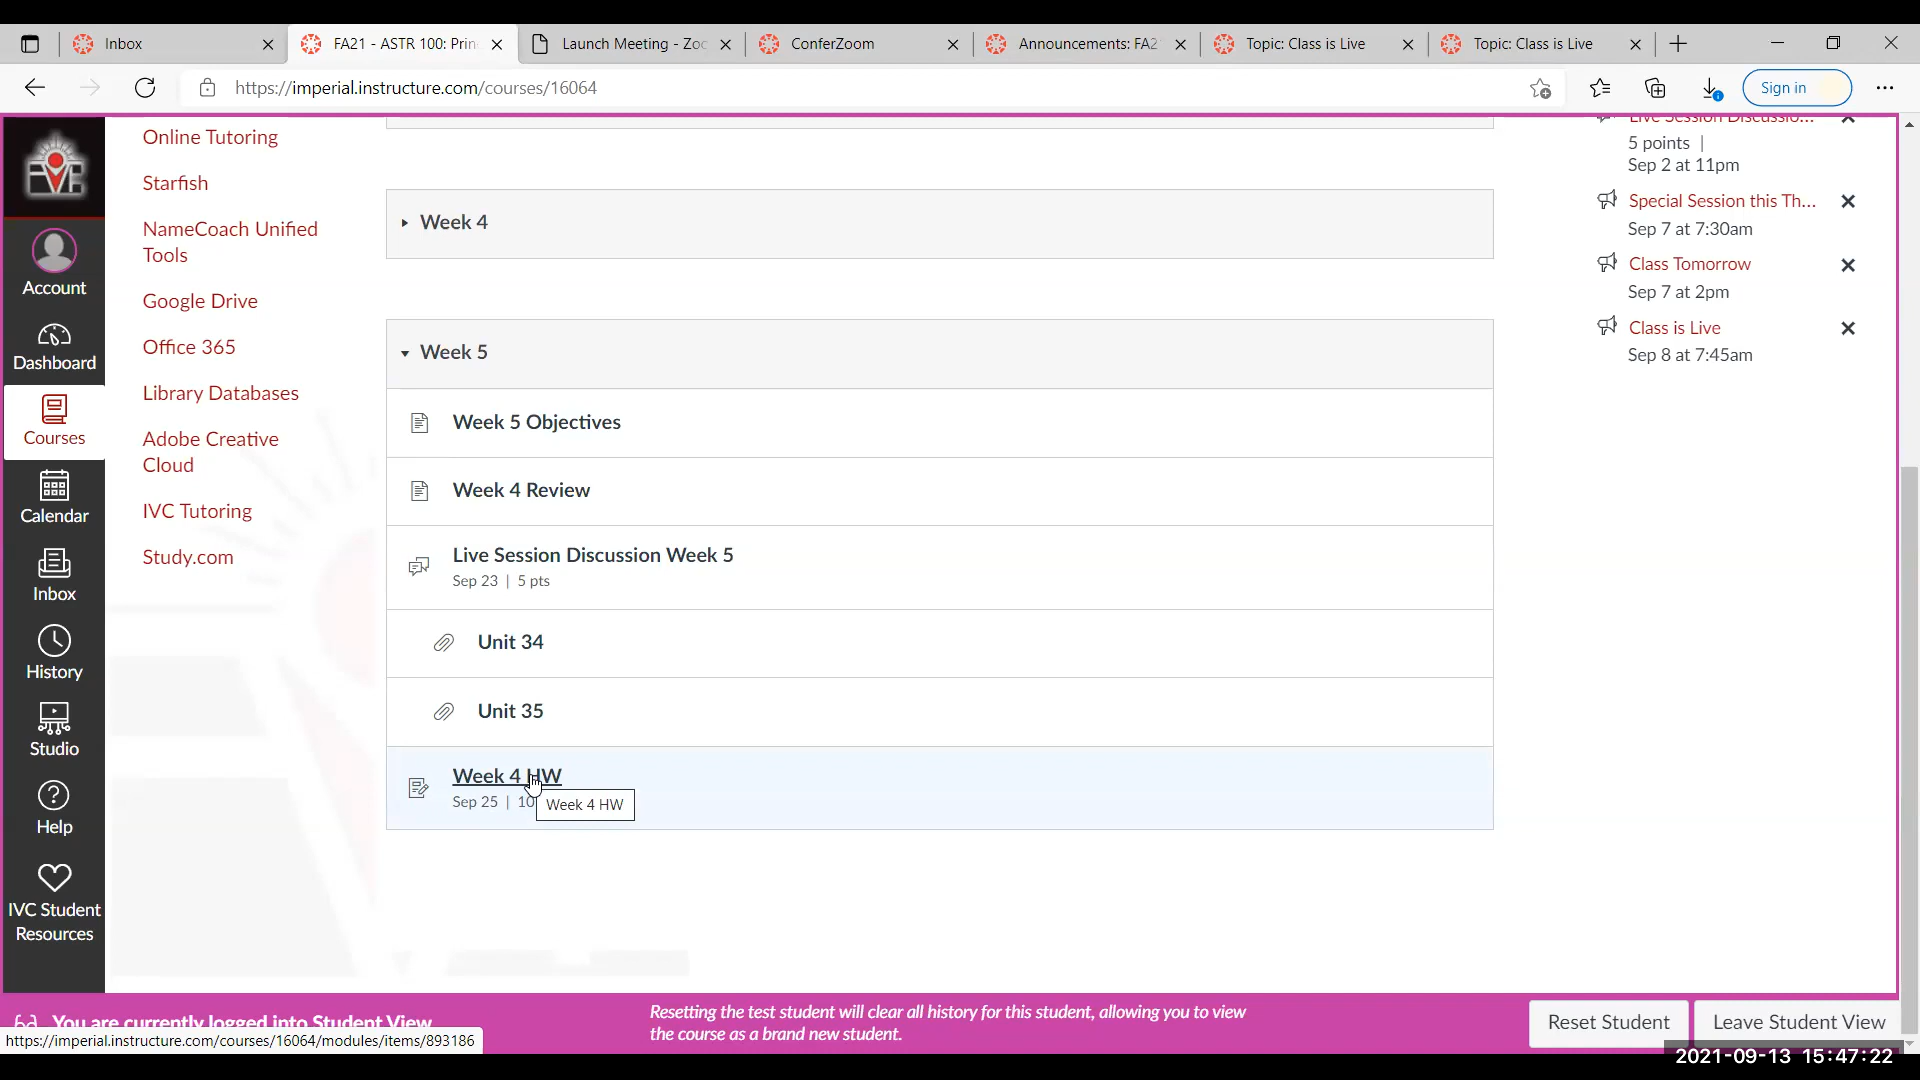 Inbox
FA21 - ASTR 100: Prin
Launch Meeting - Zoo
ConferZoom
Announcements: FA2
Topic: Class is Live
Topic: Class is Live
https://imperial.instructure.com/courses/16064
Sign in
Account
Dashboard
Courses
Calendar
Inbox
History
Studio
Help
IVC Student
Resources
Online Tutoring
Starfish
NameCoach Unified
Tools
Google Drive
Office 365
Library Databases
Adobe Creative
Cloud
IVC Tutoring
Study.com
Week 4
Week 5
Week 5 Objectives
Week 4 Review
Live Session Discussion Week 5
Sep 23 | 5 pts
Unit 34
Unit 35
Week 4 HW
Sep 25 | 10
Week 4 HW
Live Session Discussio...
5 points |
Sep 2 at 11pm
Special Session this Th...
Sep 7 at 7:30am
Class Tomorrow
Sep 7 at 2pm
Class is Live
Sep 8 at 7:45am
You are currently logged into Student View
https://imperial.instructure.com/courses/16064/modules/items/893186
Resetting the test student will clear all history for this student, allowing you to view
the course as a brand new student.
Reset Student
Leave Student View
2021-09-13 15:47:22